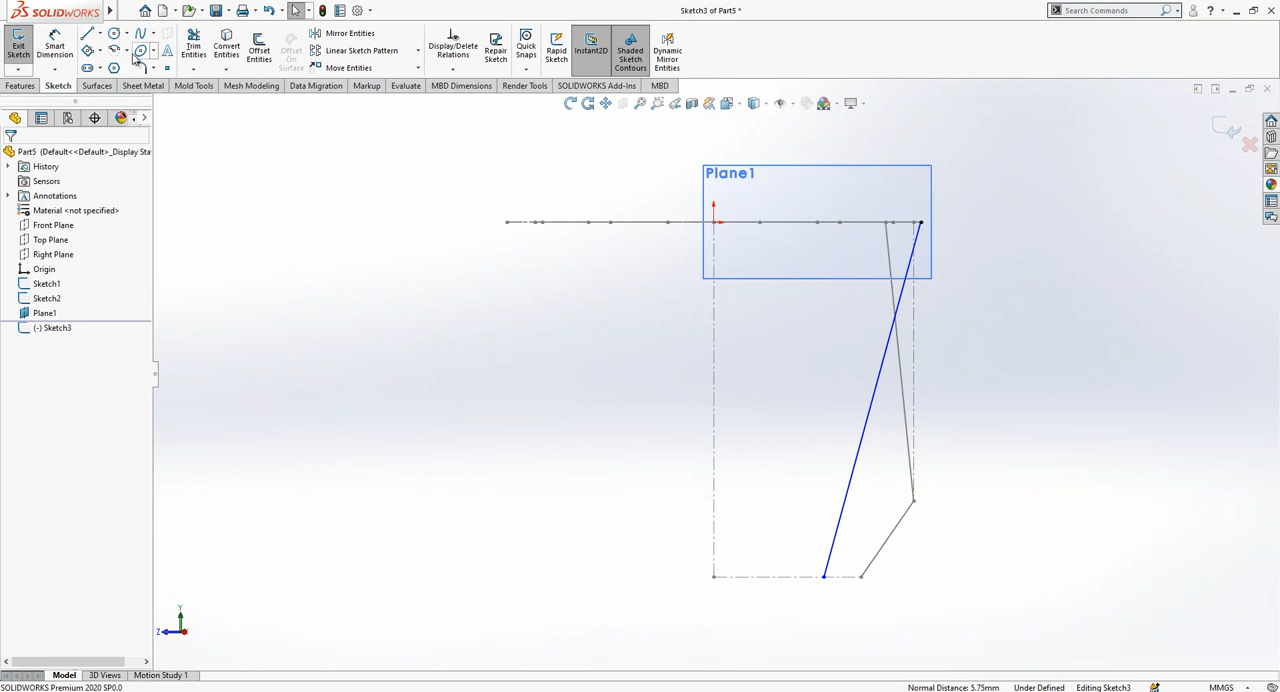 SOLIDWORKS
Sketch3 of Part5 *
Search Commands
Exit Sketch
Smart Dimension
Trim Entities
Convert Entities
Offset Entities
Offset On Surface
Mirror Entities
Linear Sketch Pattern
Move Entities
Display/Delete Relations
Repair Sketch
Quick Snaps
Rapid Sketch
Instant2D
Shaded Sketch Contours
Dynamic Mirror Entities
Features Sketch Surfaces Sheet Metal Mold Tools Mesh Modeling Data Migration Markup Evaluate MBD Dimensions Render Tools SOLIDWORKS Add-Ins MBD
Part5 (Default<<Default>_Display Sta
History
Sensors
Annotations
Material <not specified>
Front Plane
Top Plane
Right Plane
Origin
Sketch1
Sketch2
Plane1
(-) Sketch3
Plane1
Y
Z
Model 3D Views Motion Study 1
SOLIDWORKS Premium 2020 SP0.0
Normal Distance: 5.75mm Under Defined Editing Sketch3 MMGS